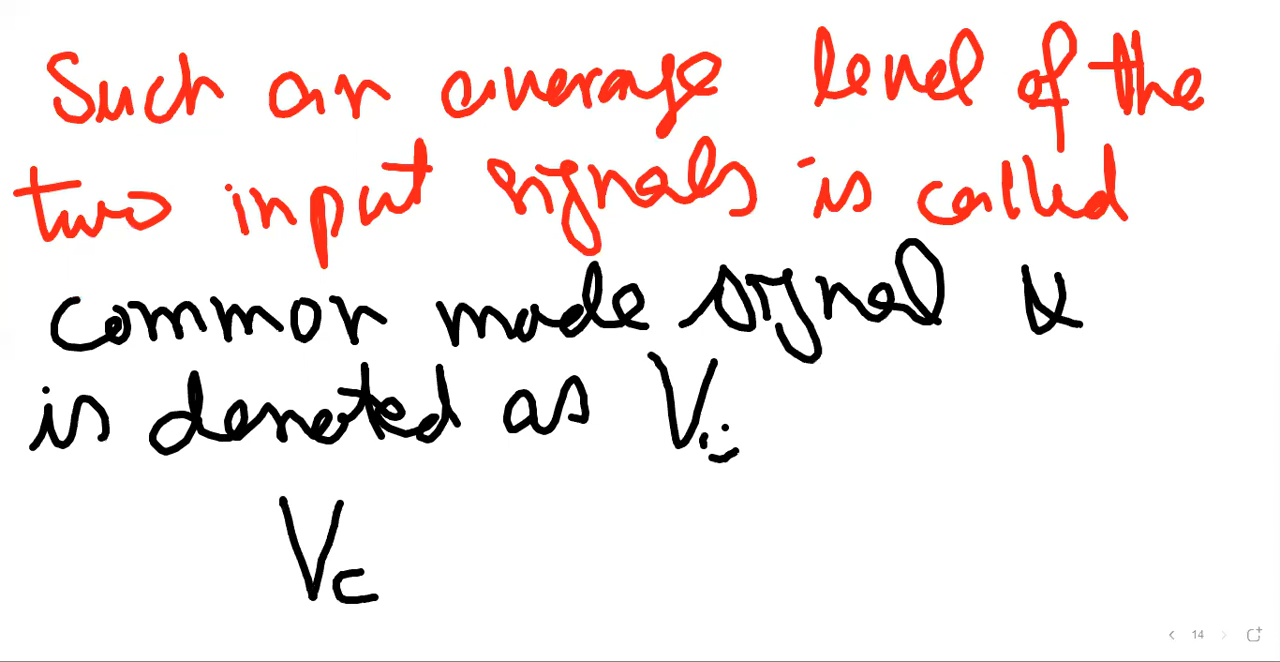 Such an average level of the
two input signals is called
common mode signal &
is denoted as V
Vc
14